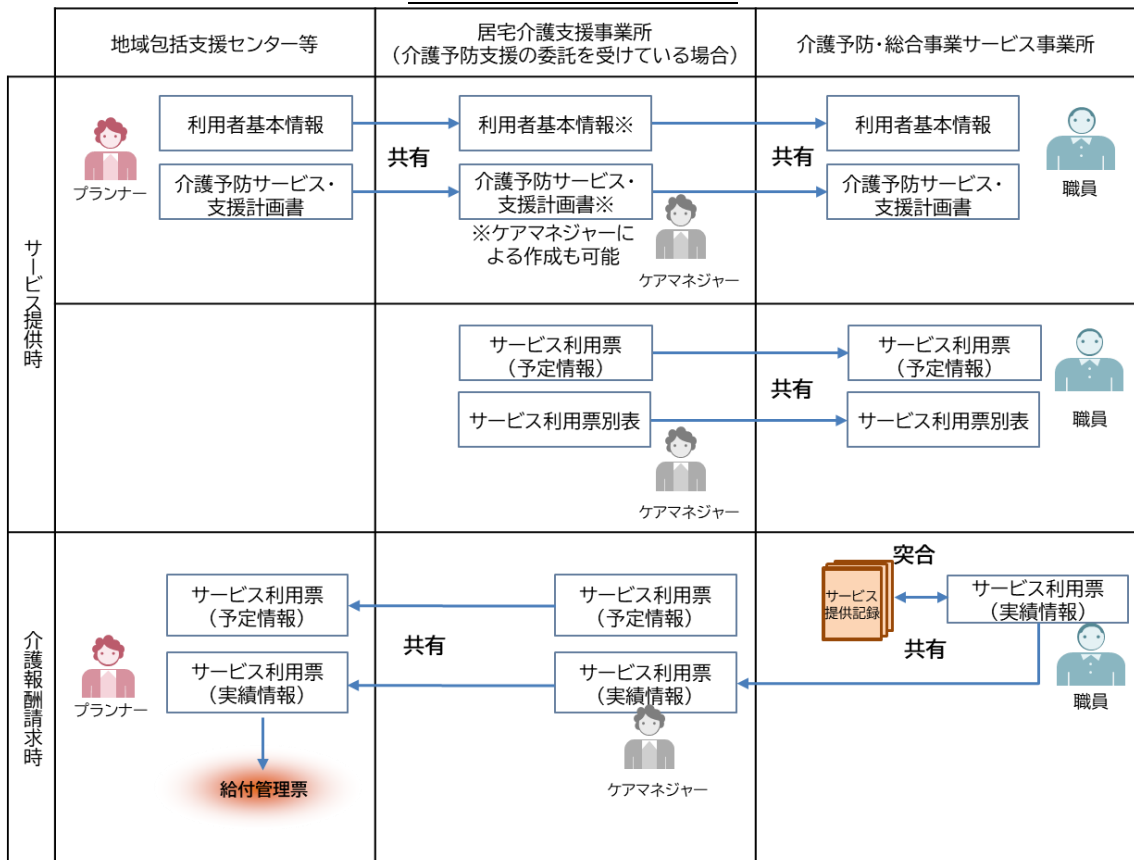 地域包括支援センター等
居宅介護支援事業所
(介護予防支援の委託を受けている場合)
介護予防・総合事業サービス事業所
サービス提供時
プランナー
利用者基本情報
共有
利用者基本情報※
共有
利用者基本情報
職員
介護予防サービス・
支援計画書
介護予防サービス・
支援計画書※
※ケアマネジャーに
よる作成も可能
ケアマネジャー
介護予防サービス・
支援計画書
サービス利用票
(予定情報)
サービス利用票別表
ケアマネジャー
共有
サービス利用票
(予定情報)
サービス利用票別表
職員
介護報酬請求時
プランナー
サービス利用票
(予定情報)
サービス利用票
(実績情報)
給付管理票
共有
サービス利用票
(予定情報)
サービス利用票
(実績情報)
ケアマネジャー
突合
サービス
提供記録
サービス利用票
(実績情報)
共有
職員